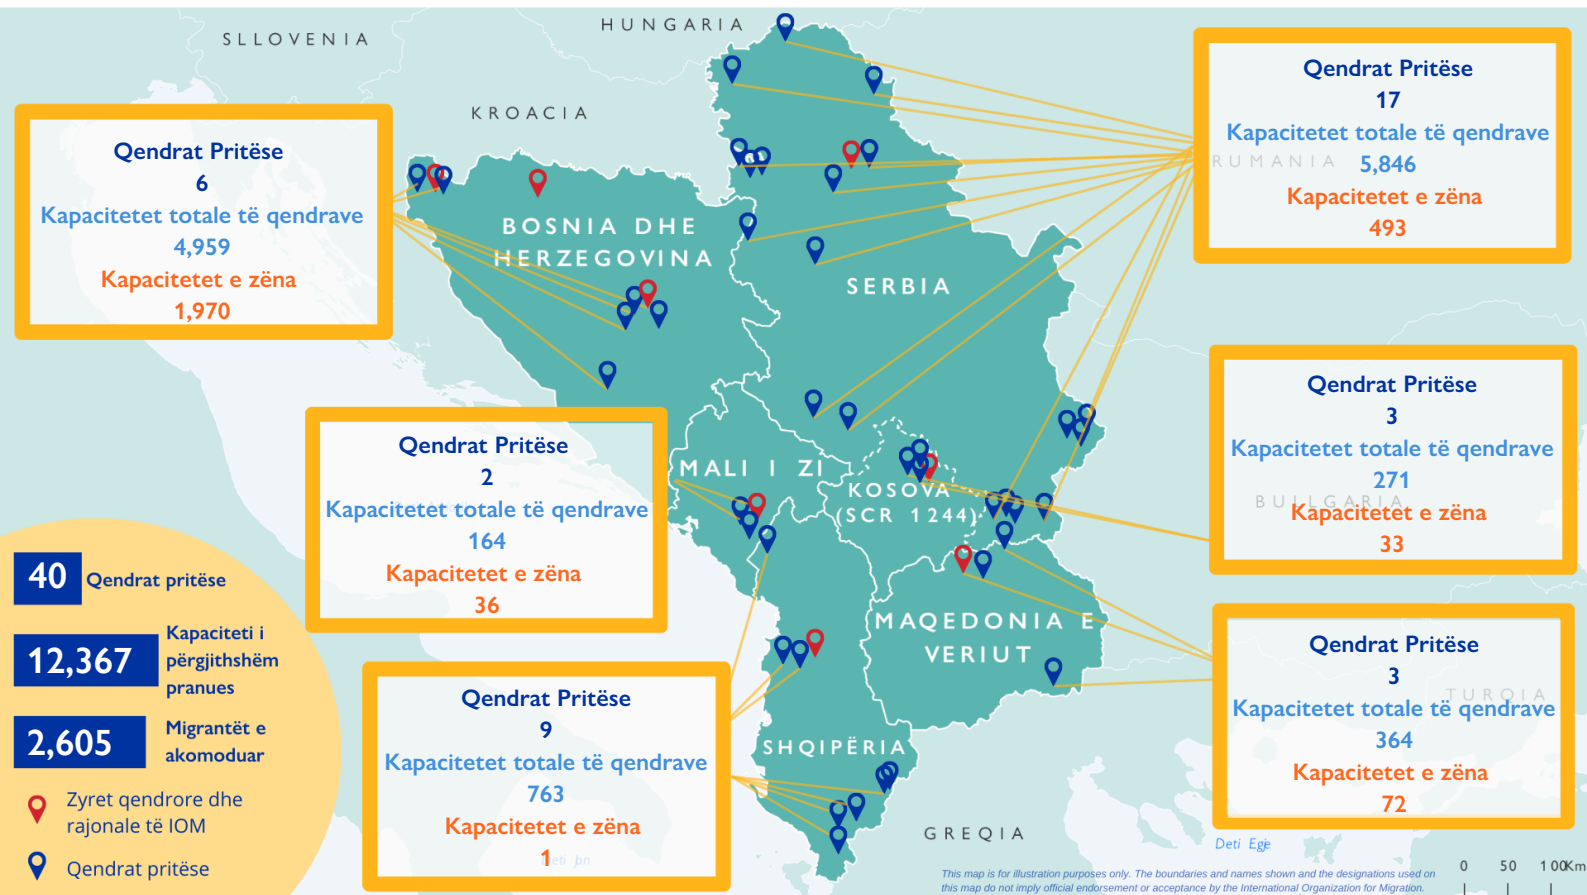 SLLOVENIA
HUNGARIA
KROACIA
RUMANIA
BOSNIA DHE
HERZEGOVINA
SERBIA
MALI I ZI
KOSOVA
(SCR 1244)
BULLGARIA
MAQEDONIA E
VERIUT
TURQIA
SHQIPËRIA
GREQIA
Deti Egje
Deti Jon
Qendrat Pritëse
6
Kapacitetet totale të qendrave
4,959
Kapacitetet e zëna
1,970
Qendrat Pritëse
17
Kapacitetet totale të qendrave
5,846
Kapacitetet e zëna
493
Qendrat Pritëse
2
Kapacitetet totale të qendrave
164
Kapacitetet e zëna
36
Qendrat Pritëse
3
Kapacitetet totale të qendrave
271
Kapacitetet e zëna
33
Qendrat Pritëse
9
Kapacitetet totale të qendrave
763
Kapacitetet e zëna
1
Qendrat Pritëse
3
Kapacitetet totale të qendrave
364
Kapacitetet e zëna
72
40 Qendrat pritëse
12,367 Kapaciteti i
përgjithshëm
pranues
2,605 Migrantët e
akomoduar
Zyret qendrore dhe
rajonale të IOM
Qendrat pritëse
This map is for illustration purposes only. The boundaries and names shown and the designations used on
this map do not imply official endorsement or acceptance by the International Organization for Migration.
0 50 100Km